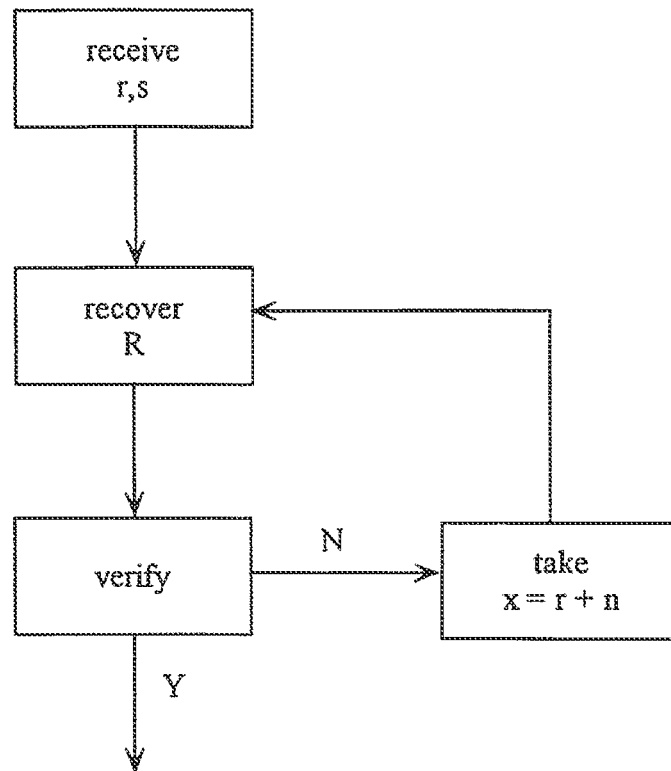 receive
r,s
recover
R
verify
N
take
x = r + n
Y